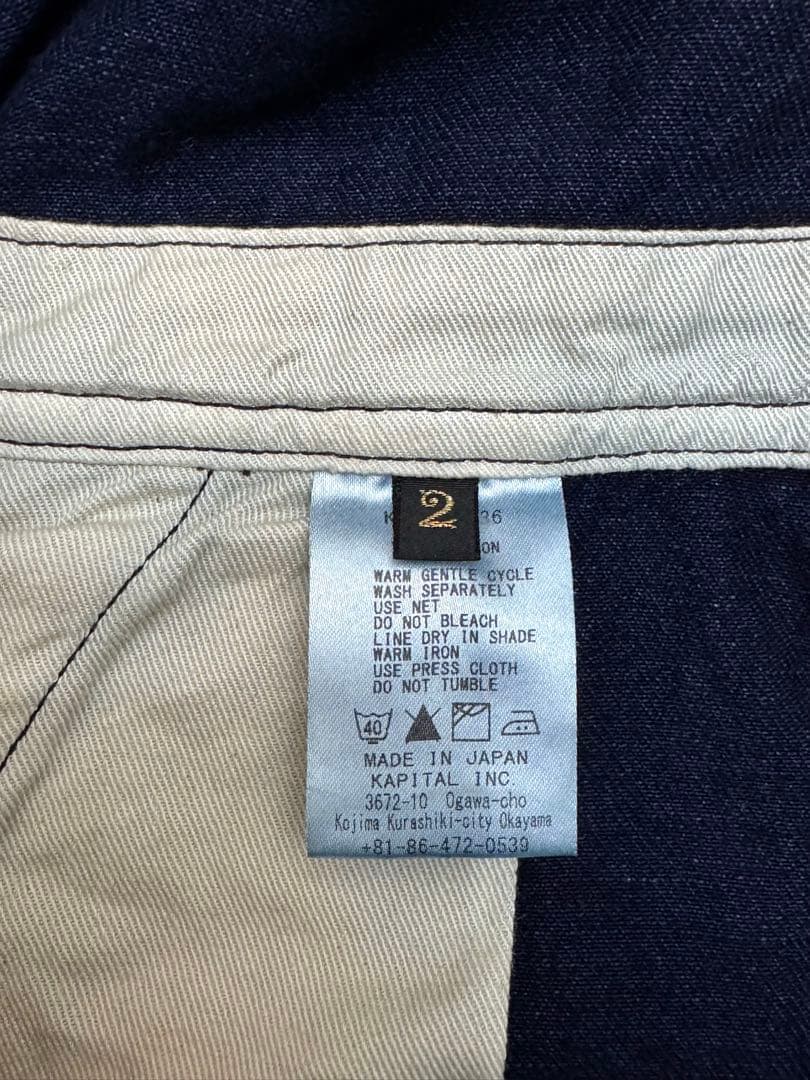 2
WARM GENTLE CYCLE
WASH SEPARATELY
USE NET
DO NOT BLEACH
LINE DRY IN SHADE
WARM IRON
USE PRESS CLOTH
DO NOT TUMBLE
40
MADE IN JAPAN
KAPITAL INC
3672-10 Ogawa-cho
Kojima Kurashiki-city Okayama
+81-86-472-0539